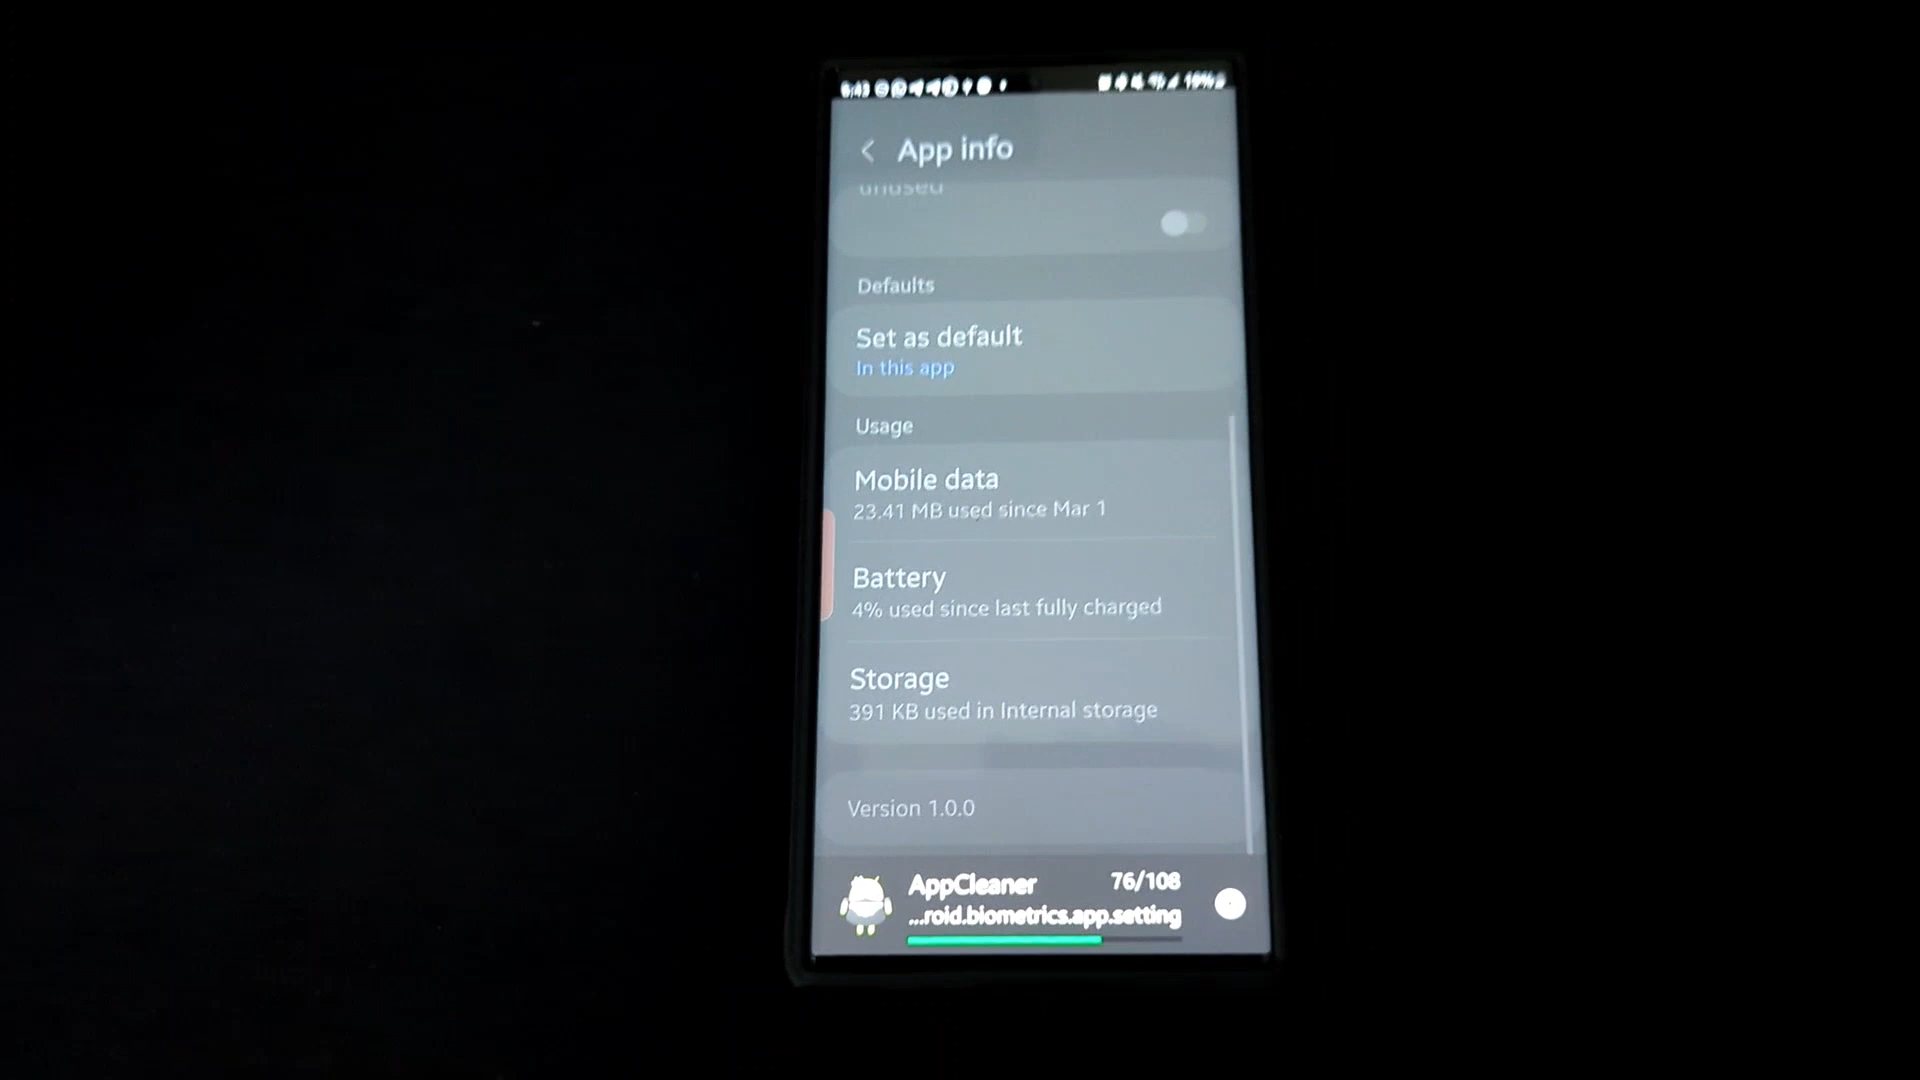 App info
unused
Defaults
Set as default
In this app
Usage
Mobile data
23.41 MB used since Mar 1
Battery
4% used since last fully charged
Storage
391 KB used in Internal storage
Version 1.0.0
AppCleaner 76/108
...roid.biometrics.app.setting